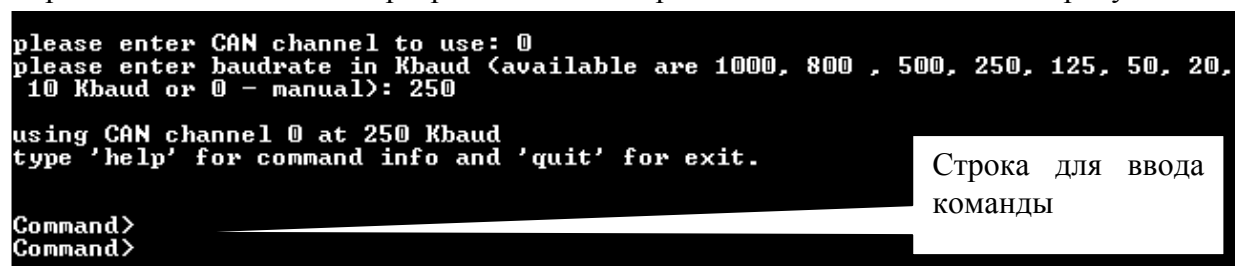 please enter CAN channel to use: 0
please enter baudrate in Kbaud (available are 1000, 800 , 500, 250, 125, 50, 20,
10 Kbaud or 0 - manual): 250
using CAN channel 0 at 250 Kbaud
type 'help' for command info and 'quit' for exit.
Строка для ввода
команды
Command>
Command>